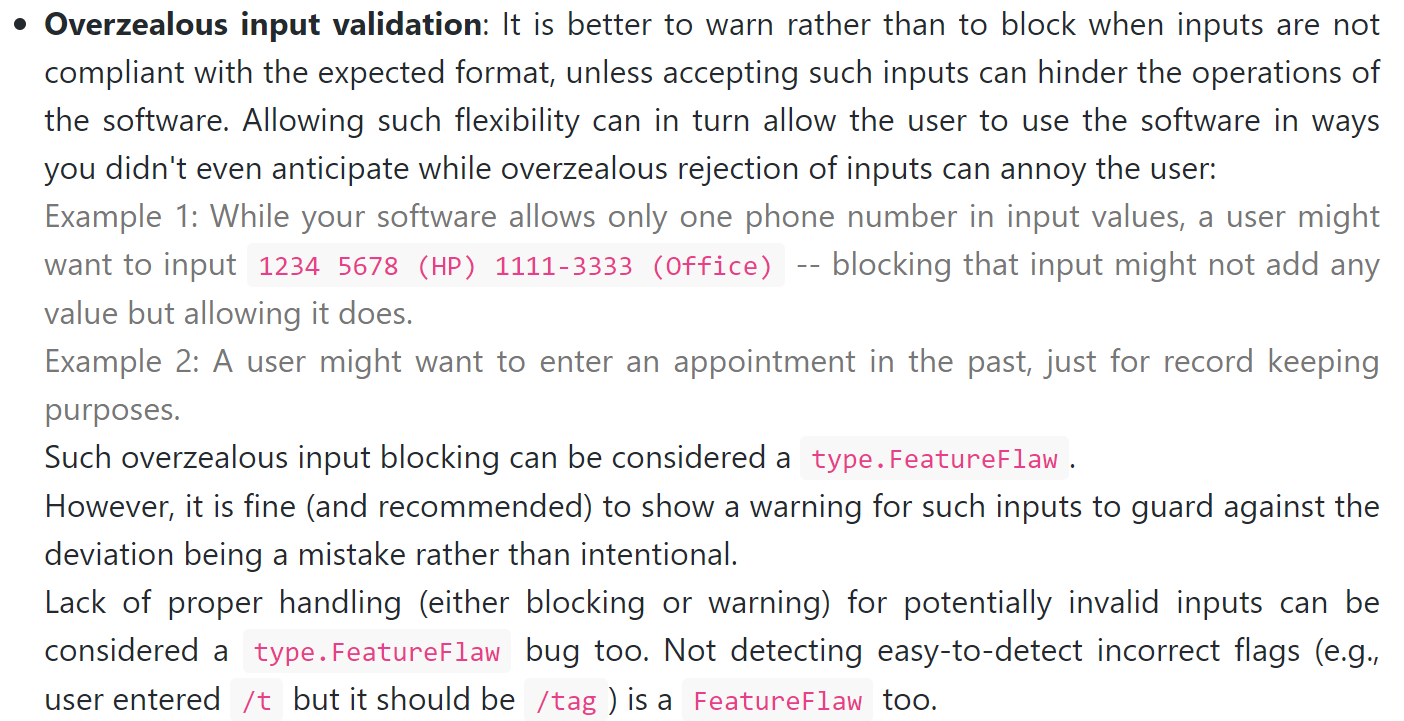 • Overzealous input validation: It is better to warn rather than to block when inputs are not
compliant with the expected format, unless accepting such inputs can hinder the operations of
the software. Allowing such flexibility can in turn allow the user to use the software in ways
you didn't even anticipate while overzealous rejection of inputs can annoy the user:
Example 1: While your software allows only one phone number in input values, a user might
want to input 1234 5678 (HP) 1111-3333 (Office) -- blocking that input might not add any
value but allowing it does.
Example 2: A user might want to enter an appointment in the past, just for record keeping
purposes.
Such overzealous input blocking can be considered a type.FeatureFlaw.
However, it is fine (and recommended) to show a warning for such inputs to guard against the
deviation being a mistake rather than intentional.
Lack of proper handling (either blocking or warning) for potentially invalid inputs can be
considered a type.FeatureFlaw bug too. Not detecting easy-to-detect incorrect flags (e.g.,
user entered /t but it should be /tag) is a FeatureFlaw too.